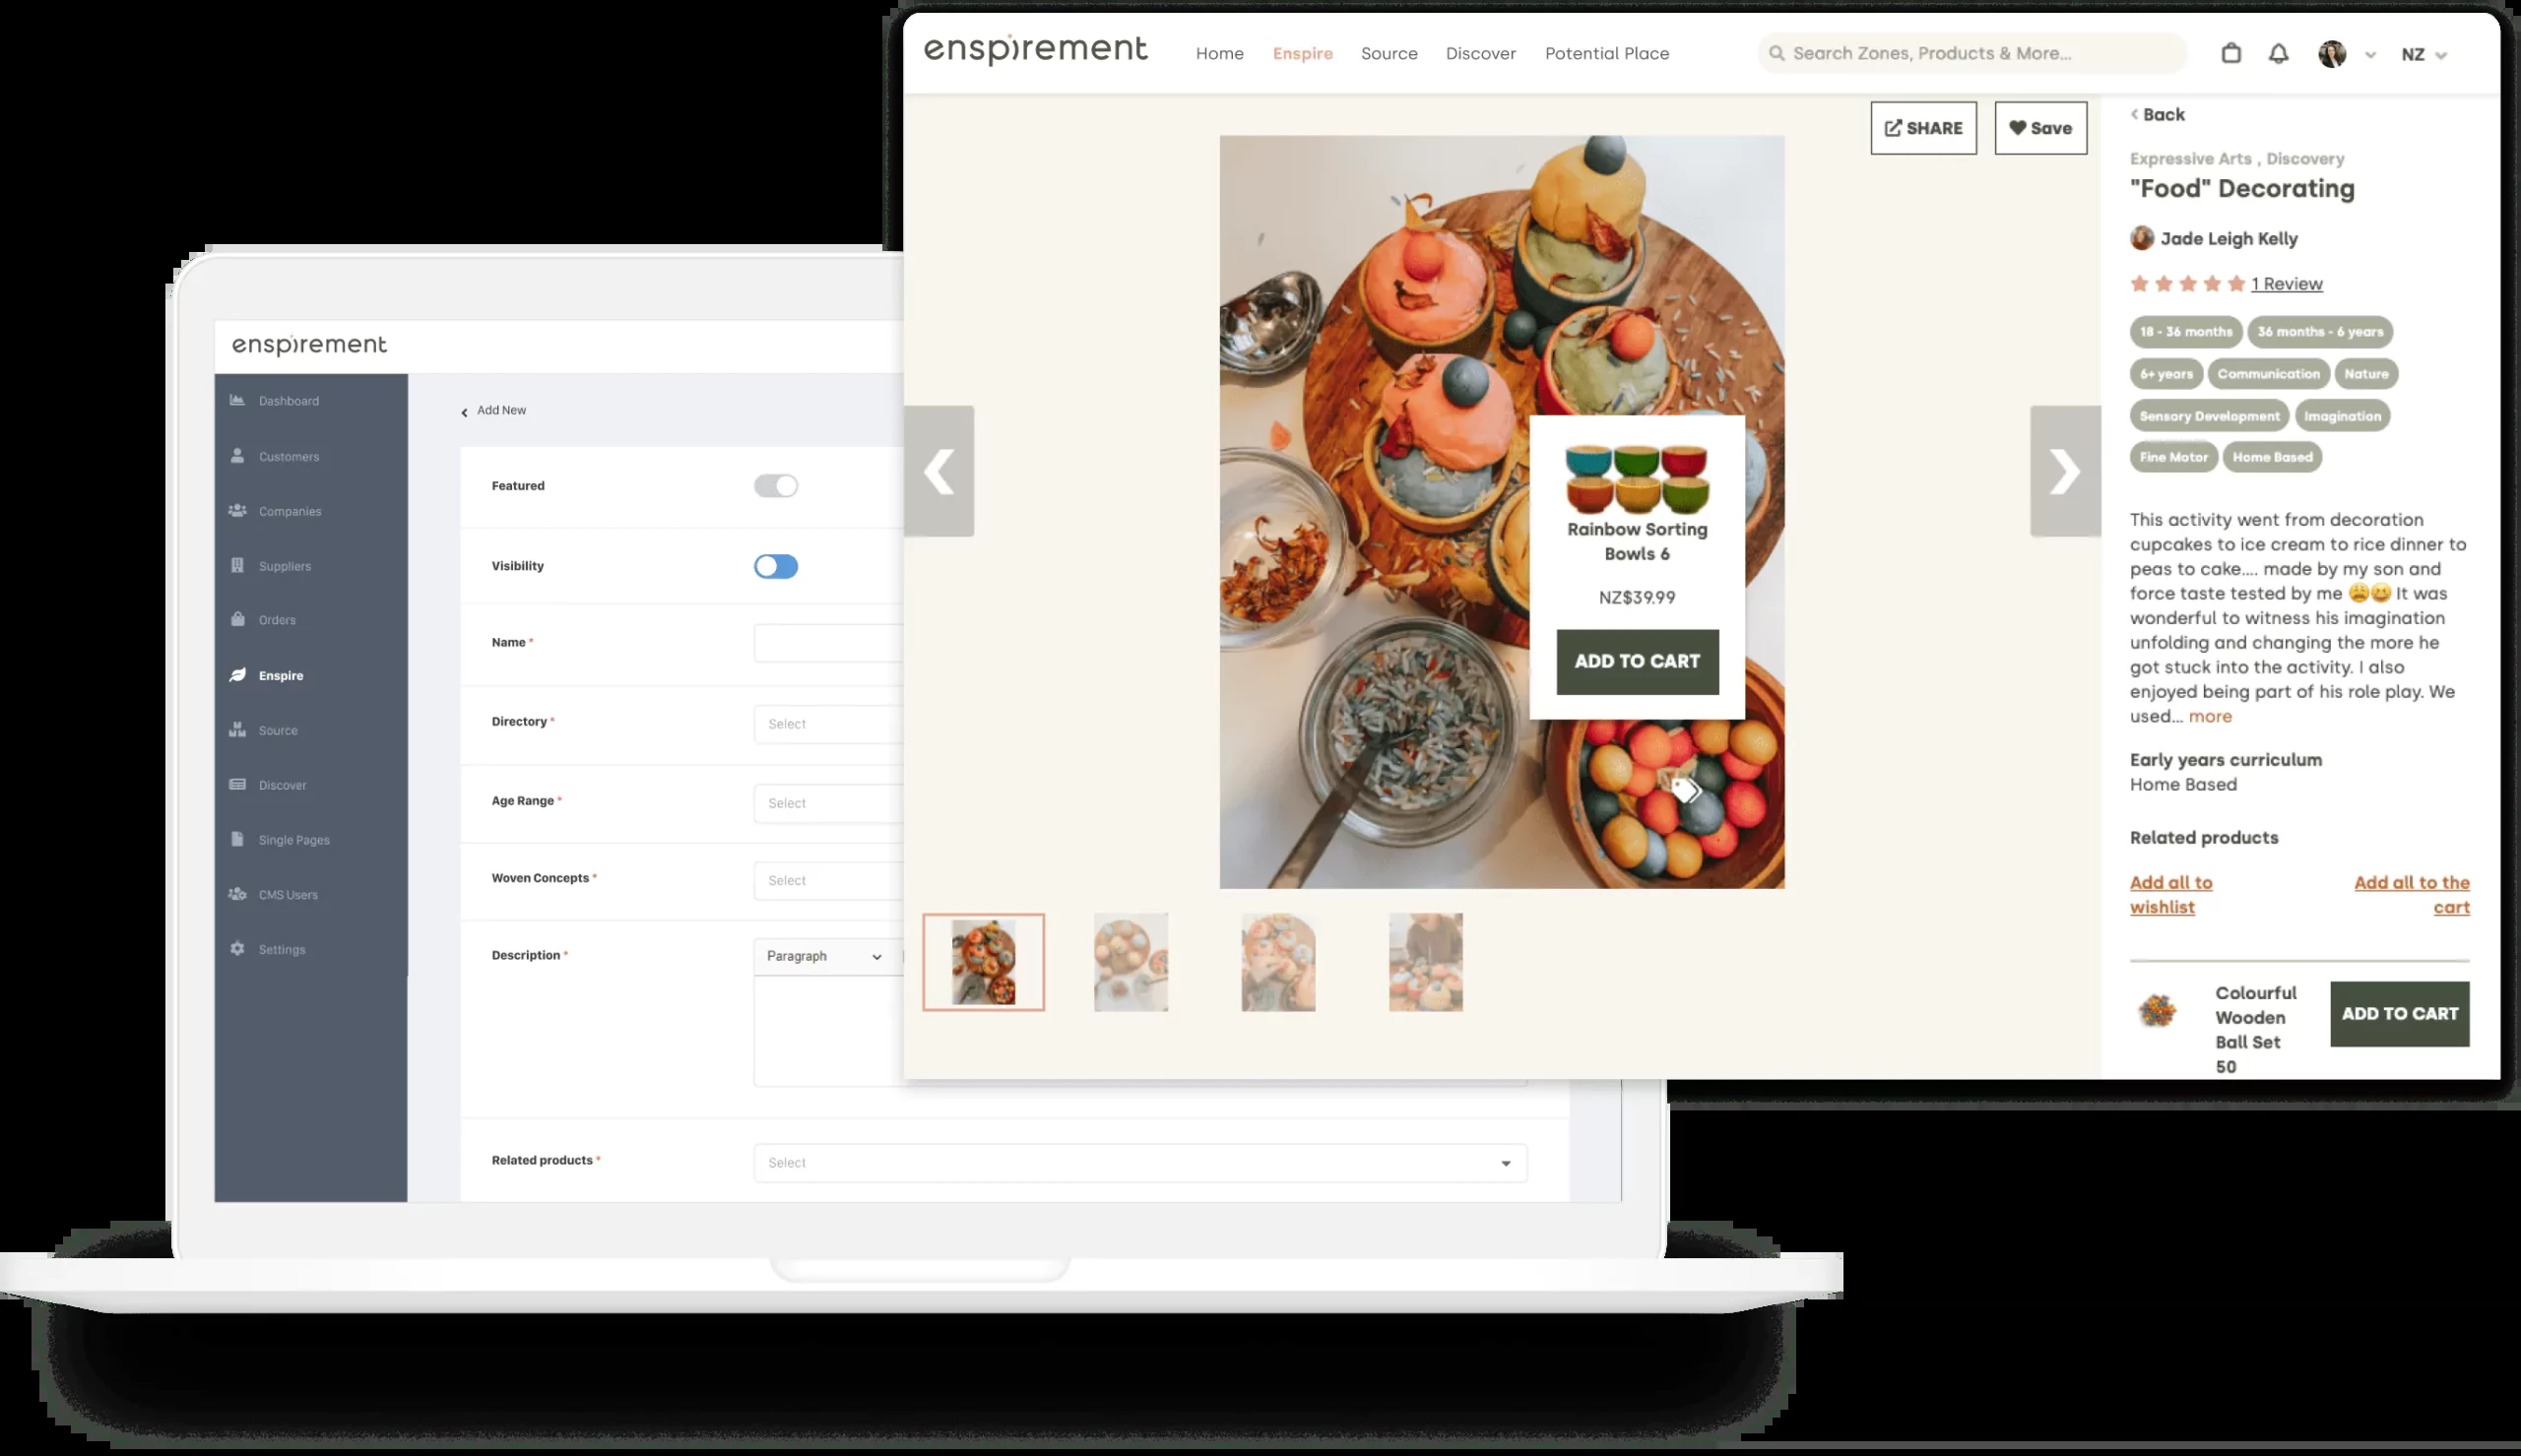 enspirement
Home Enspire Source Discover Potential Place
Search Zones, Products & More...
NZ
SHARE
Save
Back
Expressive Arts , Discovery
"Food" Decorating
Jade Leigh Kelly
1 Review
18 - 36 months 36 months - 6 years
6+ years Communication Nature
Sensory Development Imagination
Fine Motor Home Based
This activity went from decoration
cupcakes to ice cream to rice dinner to
peas to cake.... made by my son and
force taste tested by me 😩😄 It was
wonderful to witness his imagination
unfolding and changing the more he
got stuck into the activity. I also
enjoyed being part of his role play. We
used... more
Early years curriculum
Home Based
Related products
Add all to
wishlist
Add all to the
cart
Colourful
Wooden
Ball Set
50
ADD TO CART
Rainbow Sorting
Bowls 6
NZ$39.99
ADD TO CART
enspirement
Dashboard
Customers
Companies
Suppliers
Orders
Enspire
Source
Discover
Single Pages
CMS Users
Settings
Add New
Featured
Visibility
Name *
Directory *
Select
Age Range *
Select
Woven Concepts *
Select
Description *
Paragraph
Related products *
Select